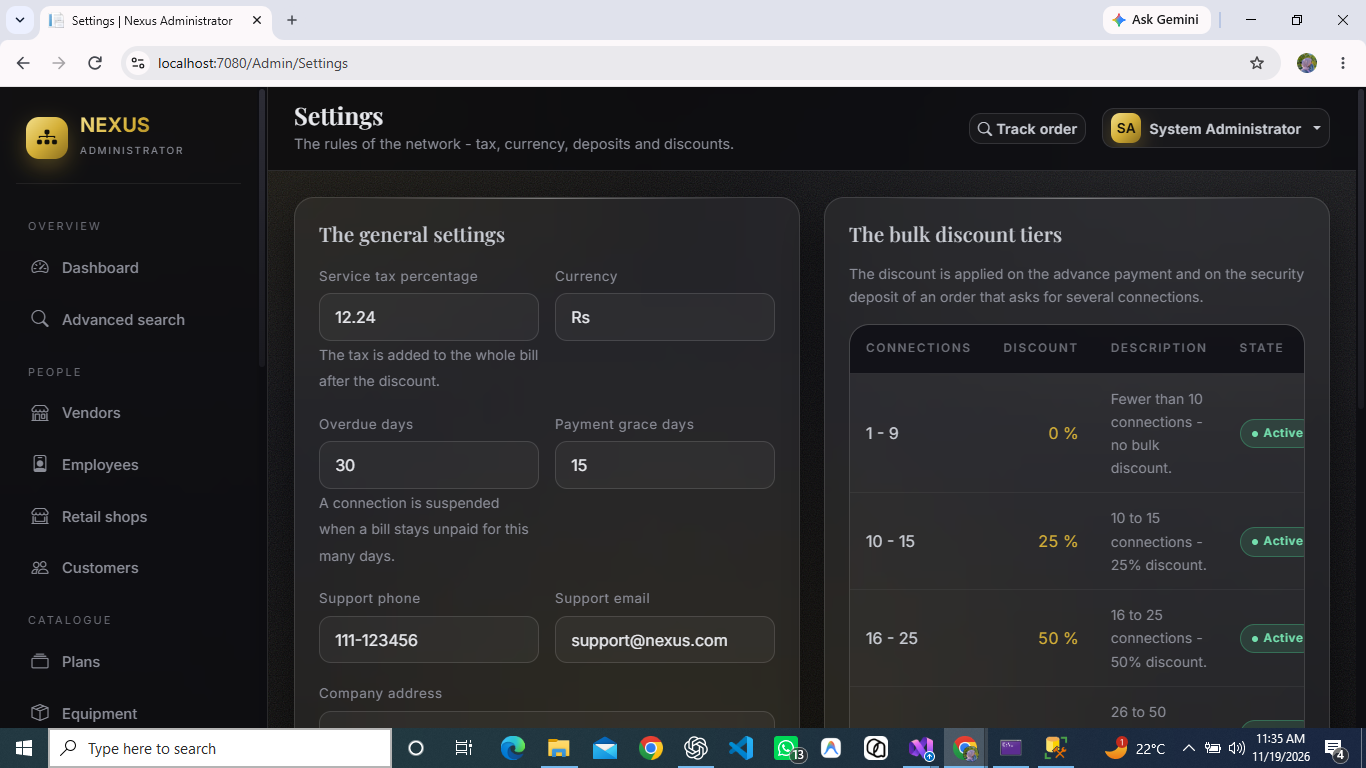 Settings | Nexus Administrator
Ask Gemini
localhost:7080/Admin/Settings
NEXUS
ADMINISTRATOR
OVERVIEW
Dashboard
Advanced search
PEOPLE
Vendors
Employees
Retail shops
Customers
CATALOGUE
Plans
Equipment
Settings
The rules of the network - tax, currency, deposits and discounts.
Track order
SA System Administrator
The general settings
Service tax percentage
Currency
12.24
Rs
The tax is added to the whole bill
after the discount.
Overdue days
Payment grace days
30
15
A connection is suspended
when a bill stays unpaid for this
many days.
Support phone
Support email
111-123456
support@nexus.com
Company address
The bulk discount tiers
The discount is applied on the advance payment and on the security
deposit of an order that asks for several connections.
CONNECTIONS DISCOUNT DESCRIPTION STATE
1 - 9
0 %
Fewer than 10
connections -
no bulk
discount.
Active
10 - 15
25 %
10 to 15
connections -
25% discount.
Active
16 - 25
50 %
16 to 25
connections -
50% discount.
Active
26 to 50
Type here to search
13
1
22°C
11:35 AM
11/19/2026
4